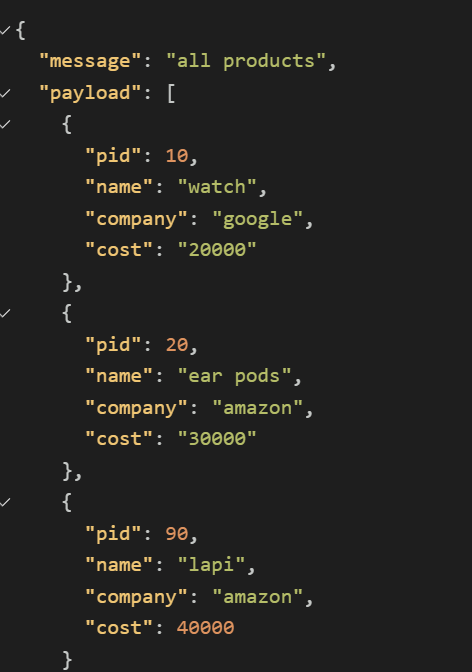 {
"message": "all products",
"payload": [
{
"pid": 10,
"name": "watch",
"company": "google",
"cost": "20000"
},
{
"pid": 20,
"name": "ear pods",
"company": "amazon",
"cost": "30000"
},
{
"pid": 90,
"name": "lapi",
"company": "amazon",
"cost": 40000
}